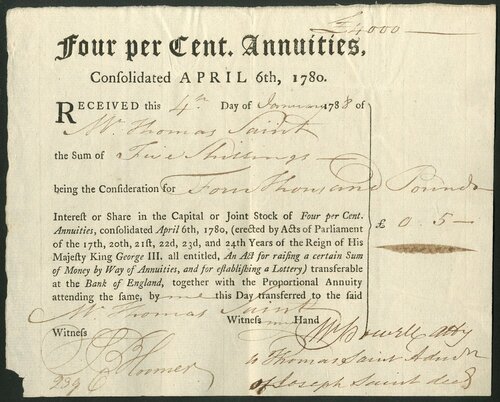 £4000
Four per Cent. Annuities,
Consolidated APRIL 6th, 1780.
RECEIVED this 4th Day of January 1788 of
Mr Thomas Saint
the Sum of Five Shillings
being the Consideration for Four Thousand Pounds
Interest or Share in the Capital or Joint Stock of Four per Cent.
Annuities, consolidated April 6th, 1780, (erected by Acts of Parliament
of the 17th, 20th, 21st, 22d, 23d, and 24th Years of the Reign of His
Majesty King George III. all entitled, An Act for raising a certain Sum
of Money by Way of Annuities, and for establishing a Lottery) transferable
at the Bank of England, together with the Proportional Annuity
attending the same, by me this Day transferred to the said
£ 0 . 5 —
Mr Thomas Saint
Witness my Hand
Witness
Powell Atty
to Thomas Saint Admr
of Joseph Saint decd
239